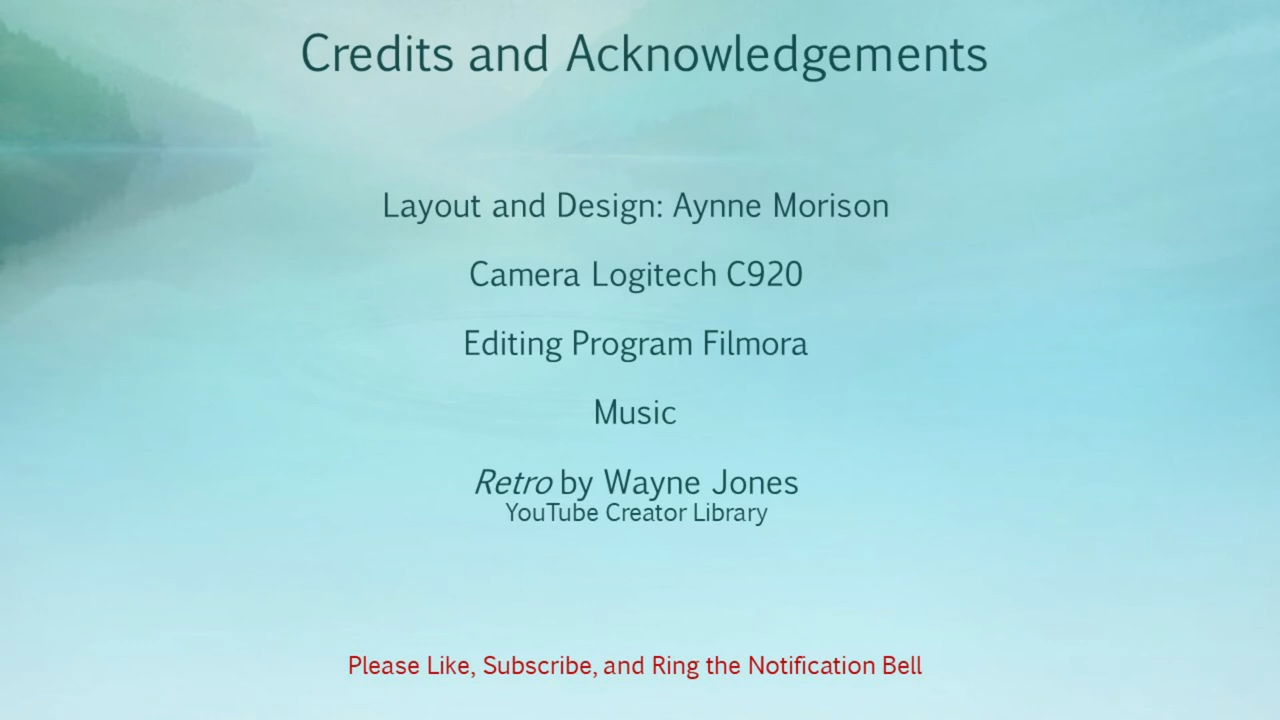 Credits and Acknowledgements
Layout and Design: Aynne Morison
Camera Logitech C920
Editing Program Filmora
Music
Retro by Wayne Jones
YouTube Creator Library
Please Like, Subscribe, and Ring the Notification Bell